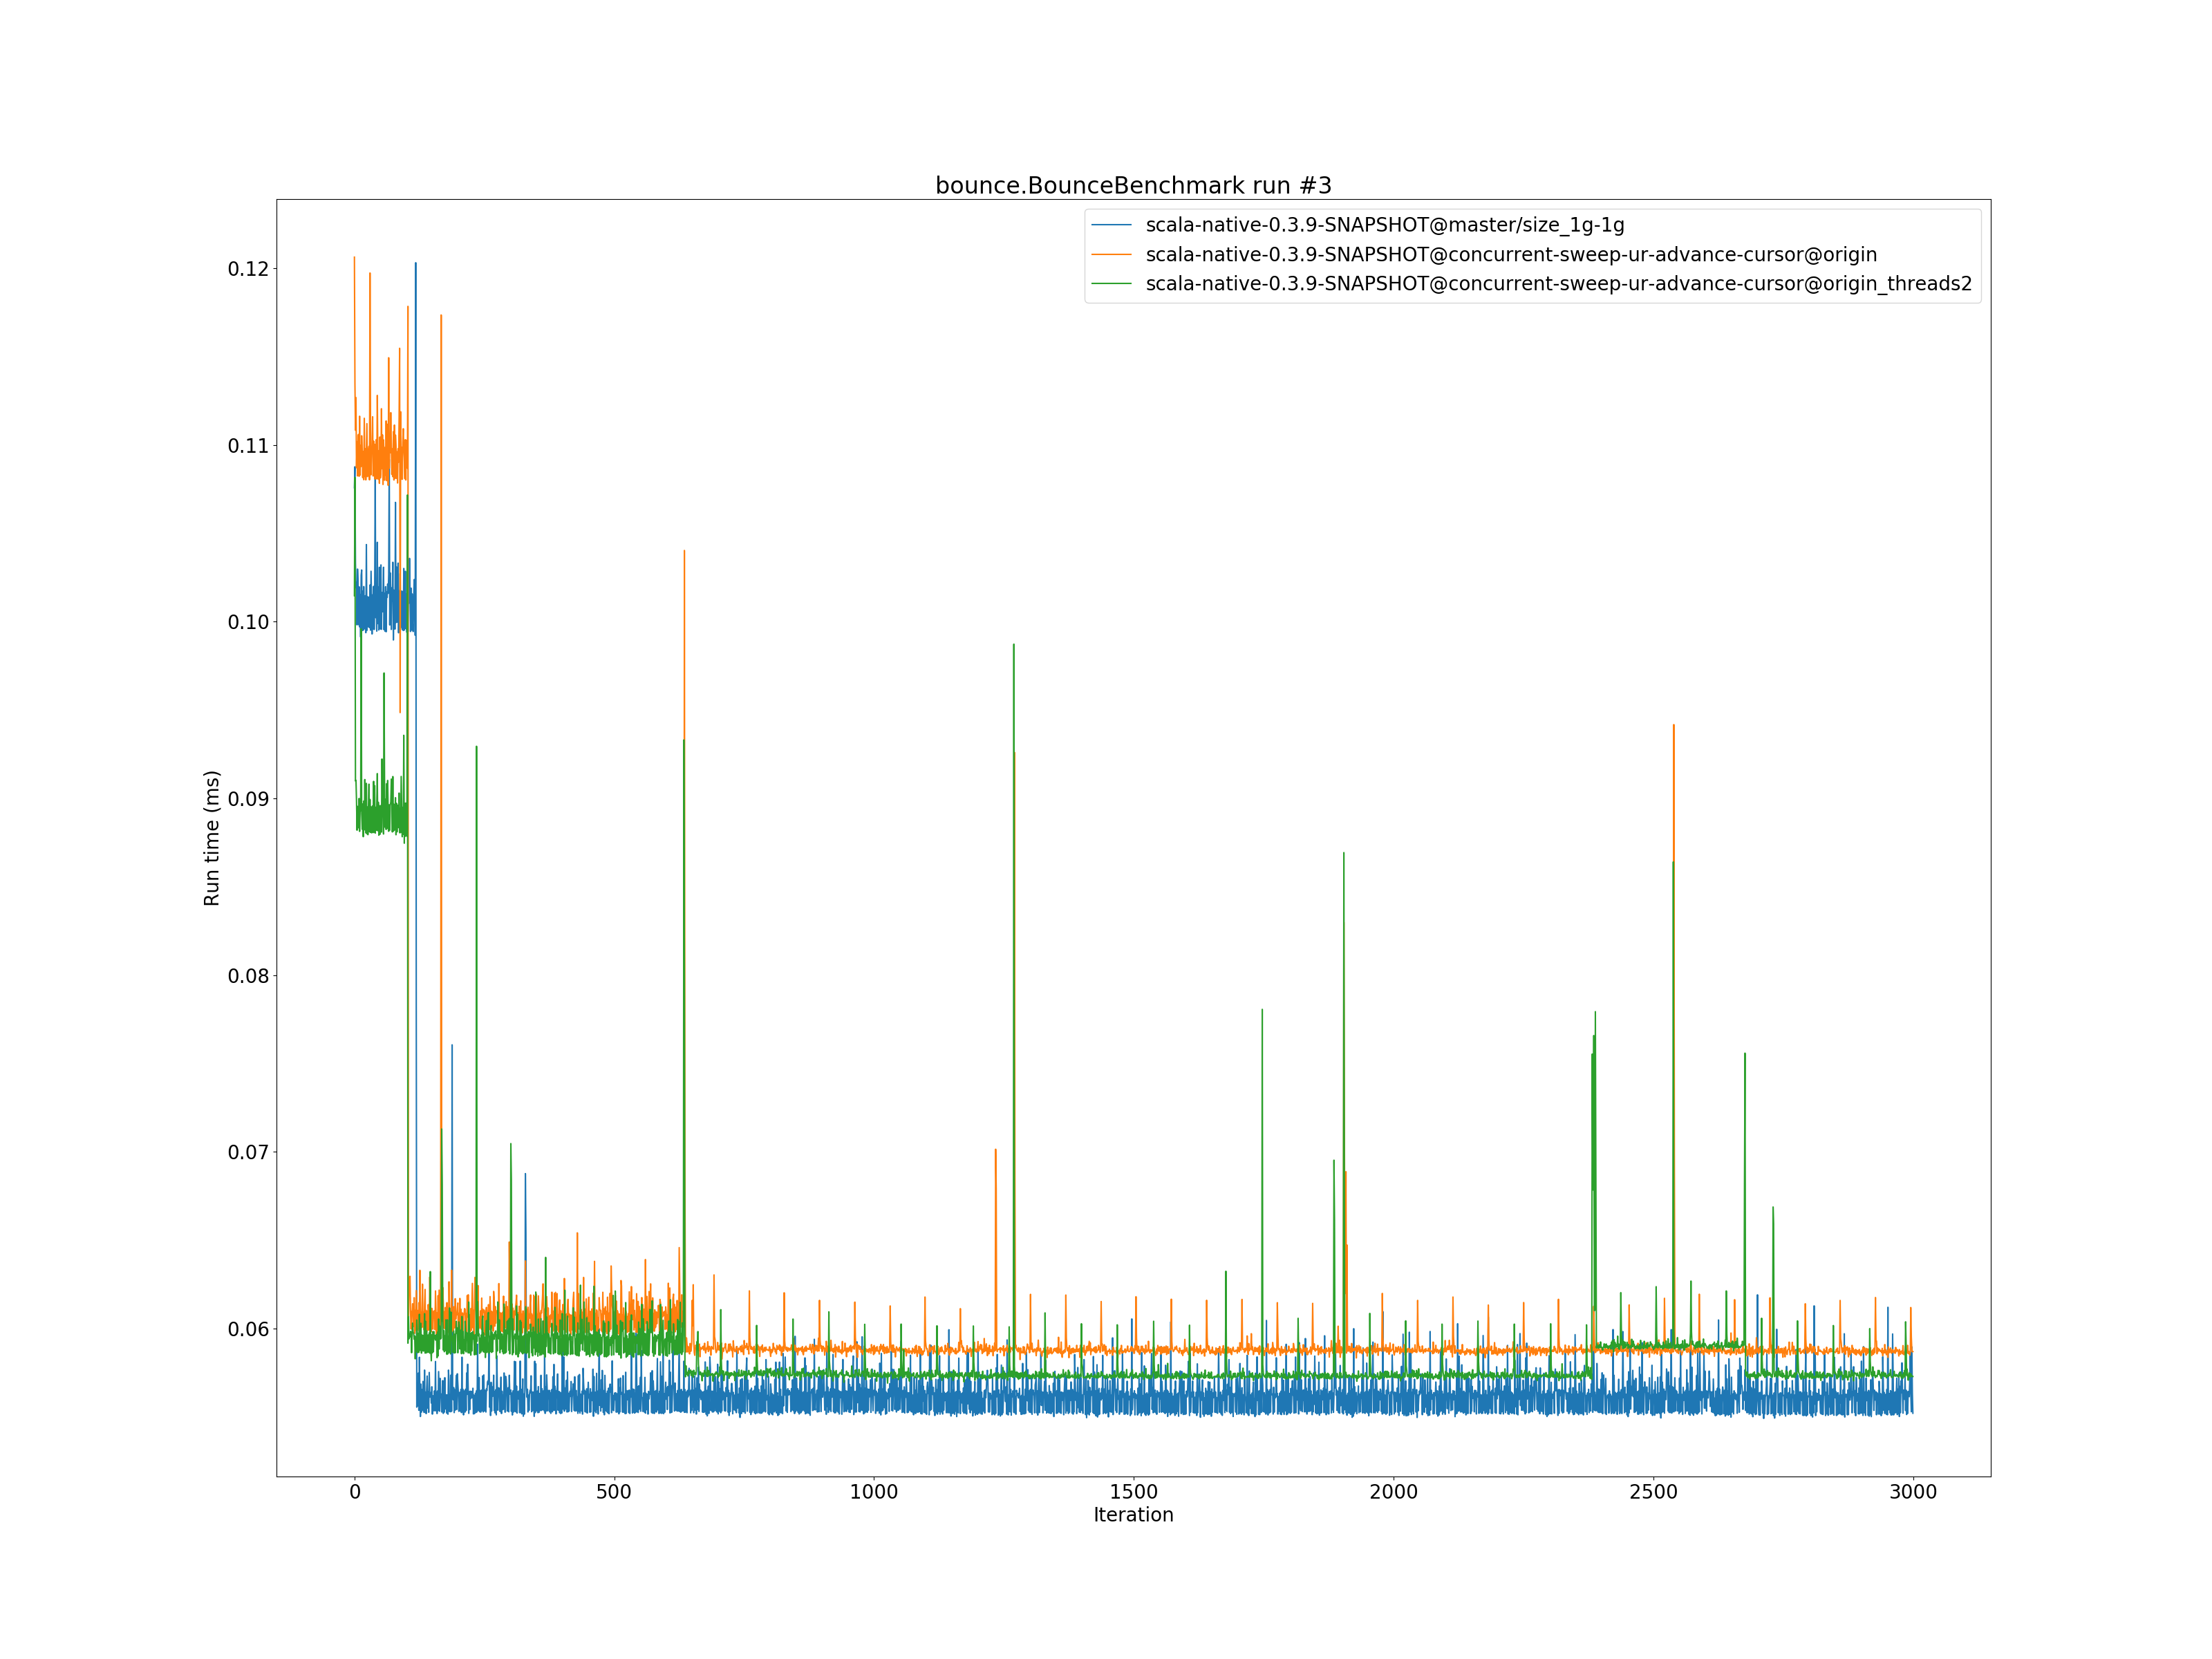 bounce.BounceBenchmark run #3
scala-native-0.3.9-SNAPSHOT@master/size_1g-1g
scala-native-0.3.9-SNAPSHOT@concurrent-sweep-ur-advance-cursor@origin
scala-native-0.3.9-SNAPSHOT@concurrent-sweep-ur-advance-cursor@origin_threads2
0.12
0.11
0.10
0.09
0.08
0.07
0.06
Run time (ms)
0
500
1000
1500
2000
2500
3000
Iteration